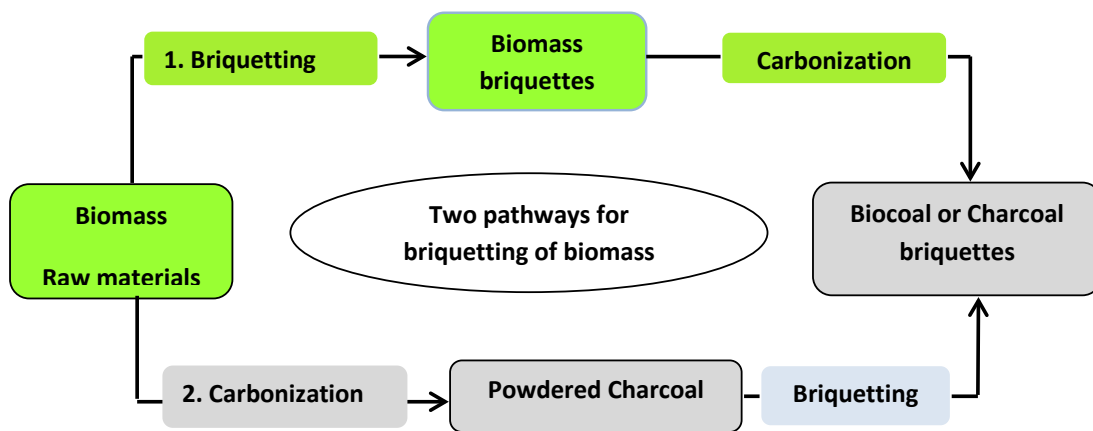 1. Briquetting
Biomass
briquettes
Carbonization
Biomass
Raw materials
Two pathways for
briquetting of biomass
Biocoal or Charcoal
briquettes
2. Carbonization
Powdered Charcoal
Briquetting